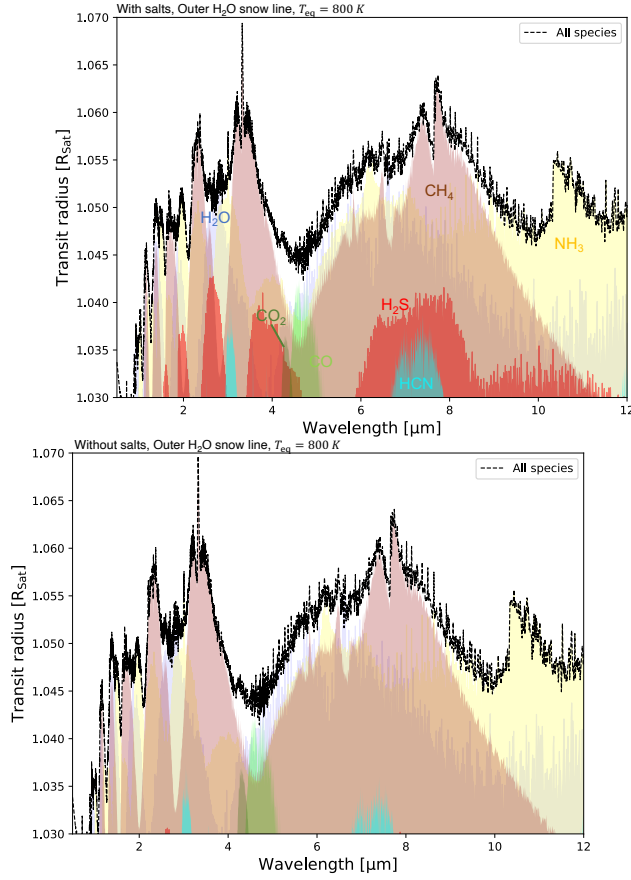 With salts, Outer H₂O snow line, T_eq = 800 K
All species
1.070
1.065
1.060
1.055
1.050
1.045
1.040
1.035
1.030
Transit radius [R_Sat]
H₂O
CH₄
NH₃
H₂S
CO₂
CO
HCN
2 4 6 8 10 12
Wavelength [μm]
Without salts, Outer H₂O snow line, T_eq = 800 K
All species
1.070
1.065
1.060
1.055
1.050
1.045
1.040
1.035
1.030
Transit radius [R_Sat]
2 4 6 8 10 12
Wavelength [μm]